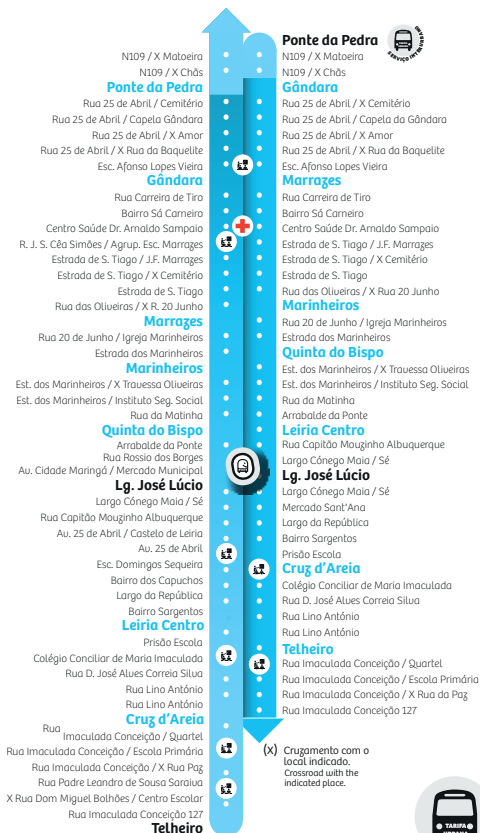 N109 / X Matoeira
N109 / X Chãs
Ponte da Pedra
Rua 25 de Abril / Cemitério
Rua 25 de Abril / Capela Gândara
Rua 25 de Abril / X Amor
Rua 25 de Abril / X Rua da Baquelite
Esc. Afonso Lopes Vieira
Gândara
Rua Carreira de Tiro
Bairro Sá Carneiro
Centro Saúde Dr. Arnaldo Sampaio
R. J. S. Cêa Simões / Agrup. Esc. Marrazes
Estrada de S. Tiago / J.F. Marrazes
Estrada de S. Tiago / X Cemitério
Estrada de S. Tiago
Rua das Oliveiras / X R. 20 Junho
Marrazes
Rua 20 de Junho / Igreja Marinheiros
Estrada dos Marinheiros
Marinheiros
Est. dos Marinheiros / X Travessa Oliveiras
Est. dos Marinheiros / Instituto Seg. Social
Rua da Matinha
Quinta do Bispo
Arrabalde da Ponte
Rua Rossio dos Borges
Av. Cidade Maringá / Mercado Municipal
Lg. José Lúcio
Largo Cónego Maia / Sé
Rua Capitão Mouzinho Albuquerque
Av. 25 de Abril / Castelo de Leiria
Av. 25 de Abril
Esc. Domingos Sequeira
Bairro dos Capuchos
Largo da República
Bairro Sargentos
Leiria Centro
Prisão Escola
Colégio Conciliar de Maria Imaculada
Rua D. José Alves Correia Silva
Rua Lino António
Rua Lino António
Cruz d'Areia
Rua
Imaculada Conceição / Quartel
Rua Imaculada Conceição / Escola Primária
Rua Imaculada Conceição / X Rua Paz
Rua Padre Leandro de Sousa Saraiva
X Rua Dom Miguel Bolhões / Centro Escolar
Rua Imaculada Conceição 127
Telheiro
Ponte da Pedra
SERVIÇO INTERURBANO
N109 / X Matoeira
N109 / X Chãs
Gândara
Rua 25 de Abril / X Cemitério
Rua 25 de Abril / Capela da Gândara
Rua 25 de Abril / X Amor
Rua 25 de Abril / X Rua da Baquelite
Esc. Afonso Lopes Vieira
Marrazes
Rua Carreira de Tiro
Bairro Sá Carneiro
Centro Saúde Dr. Arnaldo Sampaio
Estrada de S. Tiago / J.F. Marrazes
Estrada de S. Tiago / X Cemitério
Estrada de S. Tiago
Rua das Oliveiras / X Rua 20 Junho
Marinheiros
Rua 20 de Junho / Igreja Marinheiros
Estrada dos Marinheiros
Quinta do Bispo
Est. dos Marinheiros / X Travessa Oliveiras
Est. dos Marinheiros / Instituto Seg. Social
Rua da Matinha
Arrabalde da Ponte
Leiria Centro
Rua Capitão Mouzinho Albuquerque
Largo Cónego Maia / Sé
Lg. José Lúcio
Largo Cónego Maia / Sé
Mercado Sant'Ana
Largo da República
Bairro Sargentos
Prisão Escola
Cruz d'Areia
Colégio Conciliar de Maria Imaculada
Rua D. José Alves Correia Silva
Rua Lino António
Rua Lino António
Telheiro
Rua Imaculada Conceição / Quartel
Rua Imaculada Conceição / Escola Primária
Rua Imaculada Conceição / X Rua da Paz
Rua Imaculada Conceição 127
(X) Cruzamento com o
local indicado.
Crossroad with the
indicated place.
TARIFA